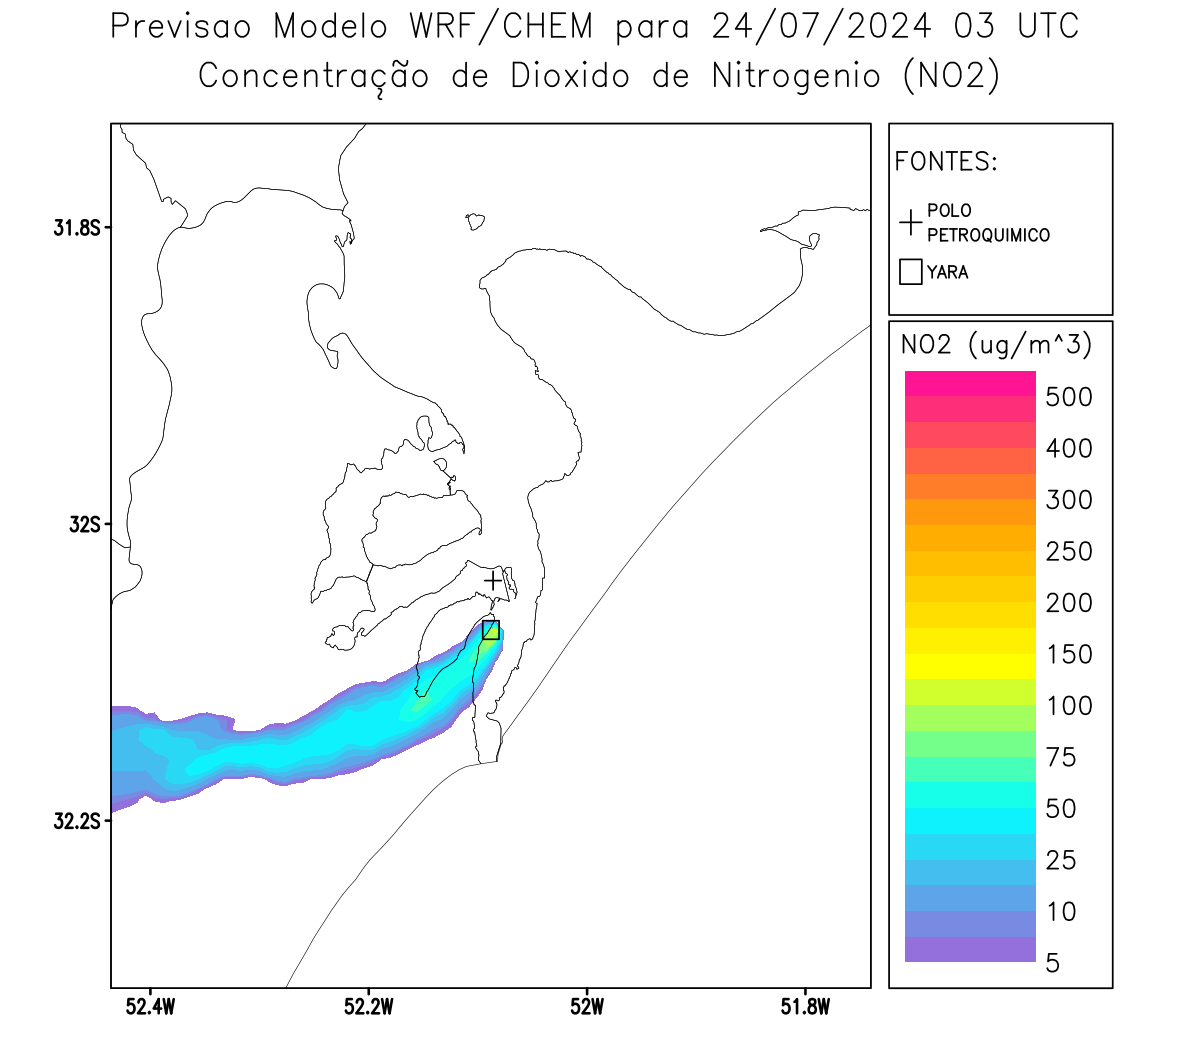 Previsao Modelo WRF/CHEM para 24/07/2024 03 UTC
Concentração de Dioxido de Nitrogenio (NO2)
FONTES:
POLO
PETROQUIMICO
YARA
NO2 (ug/m^3)
500
400
300
250
200
150
100
75
50
25
10
5
31.8S
32S
32.2S
52.4W
52.2W
52W
51.8W